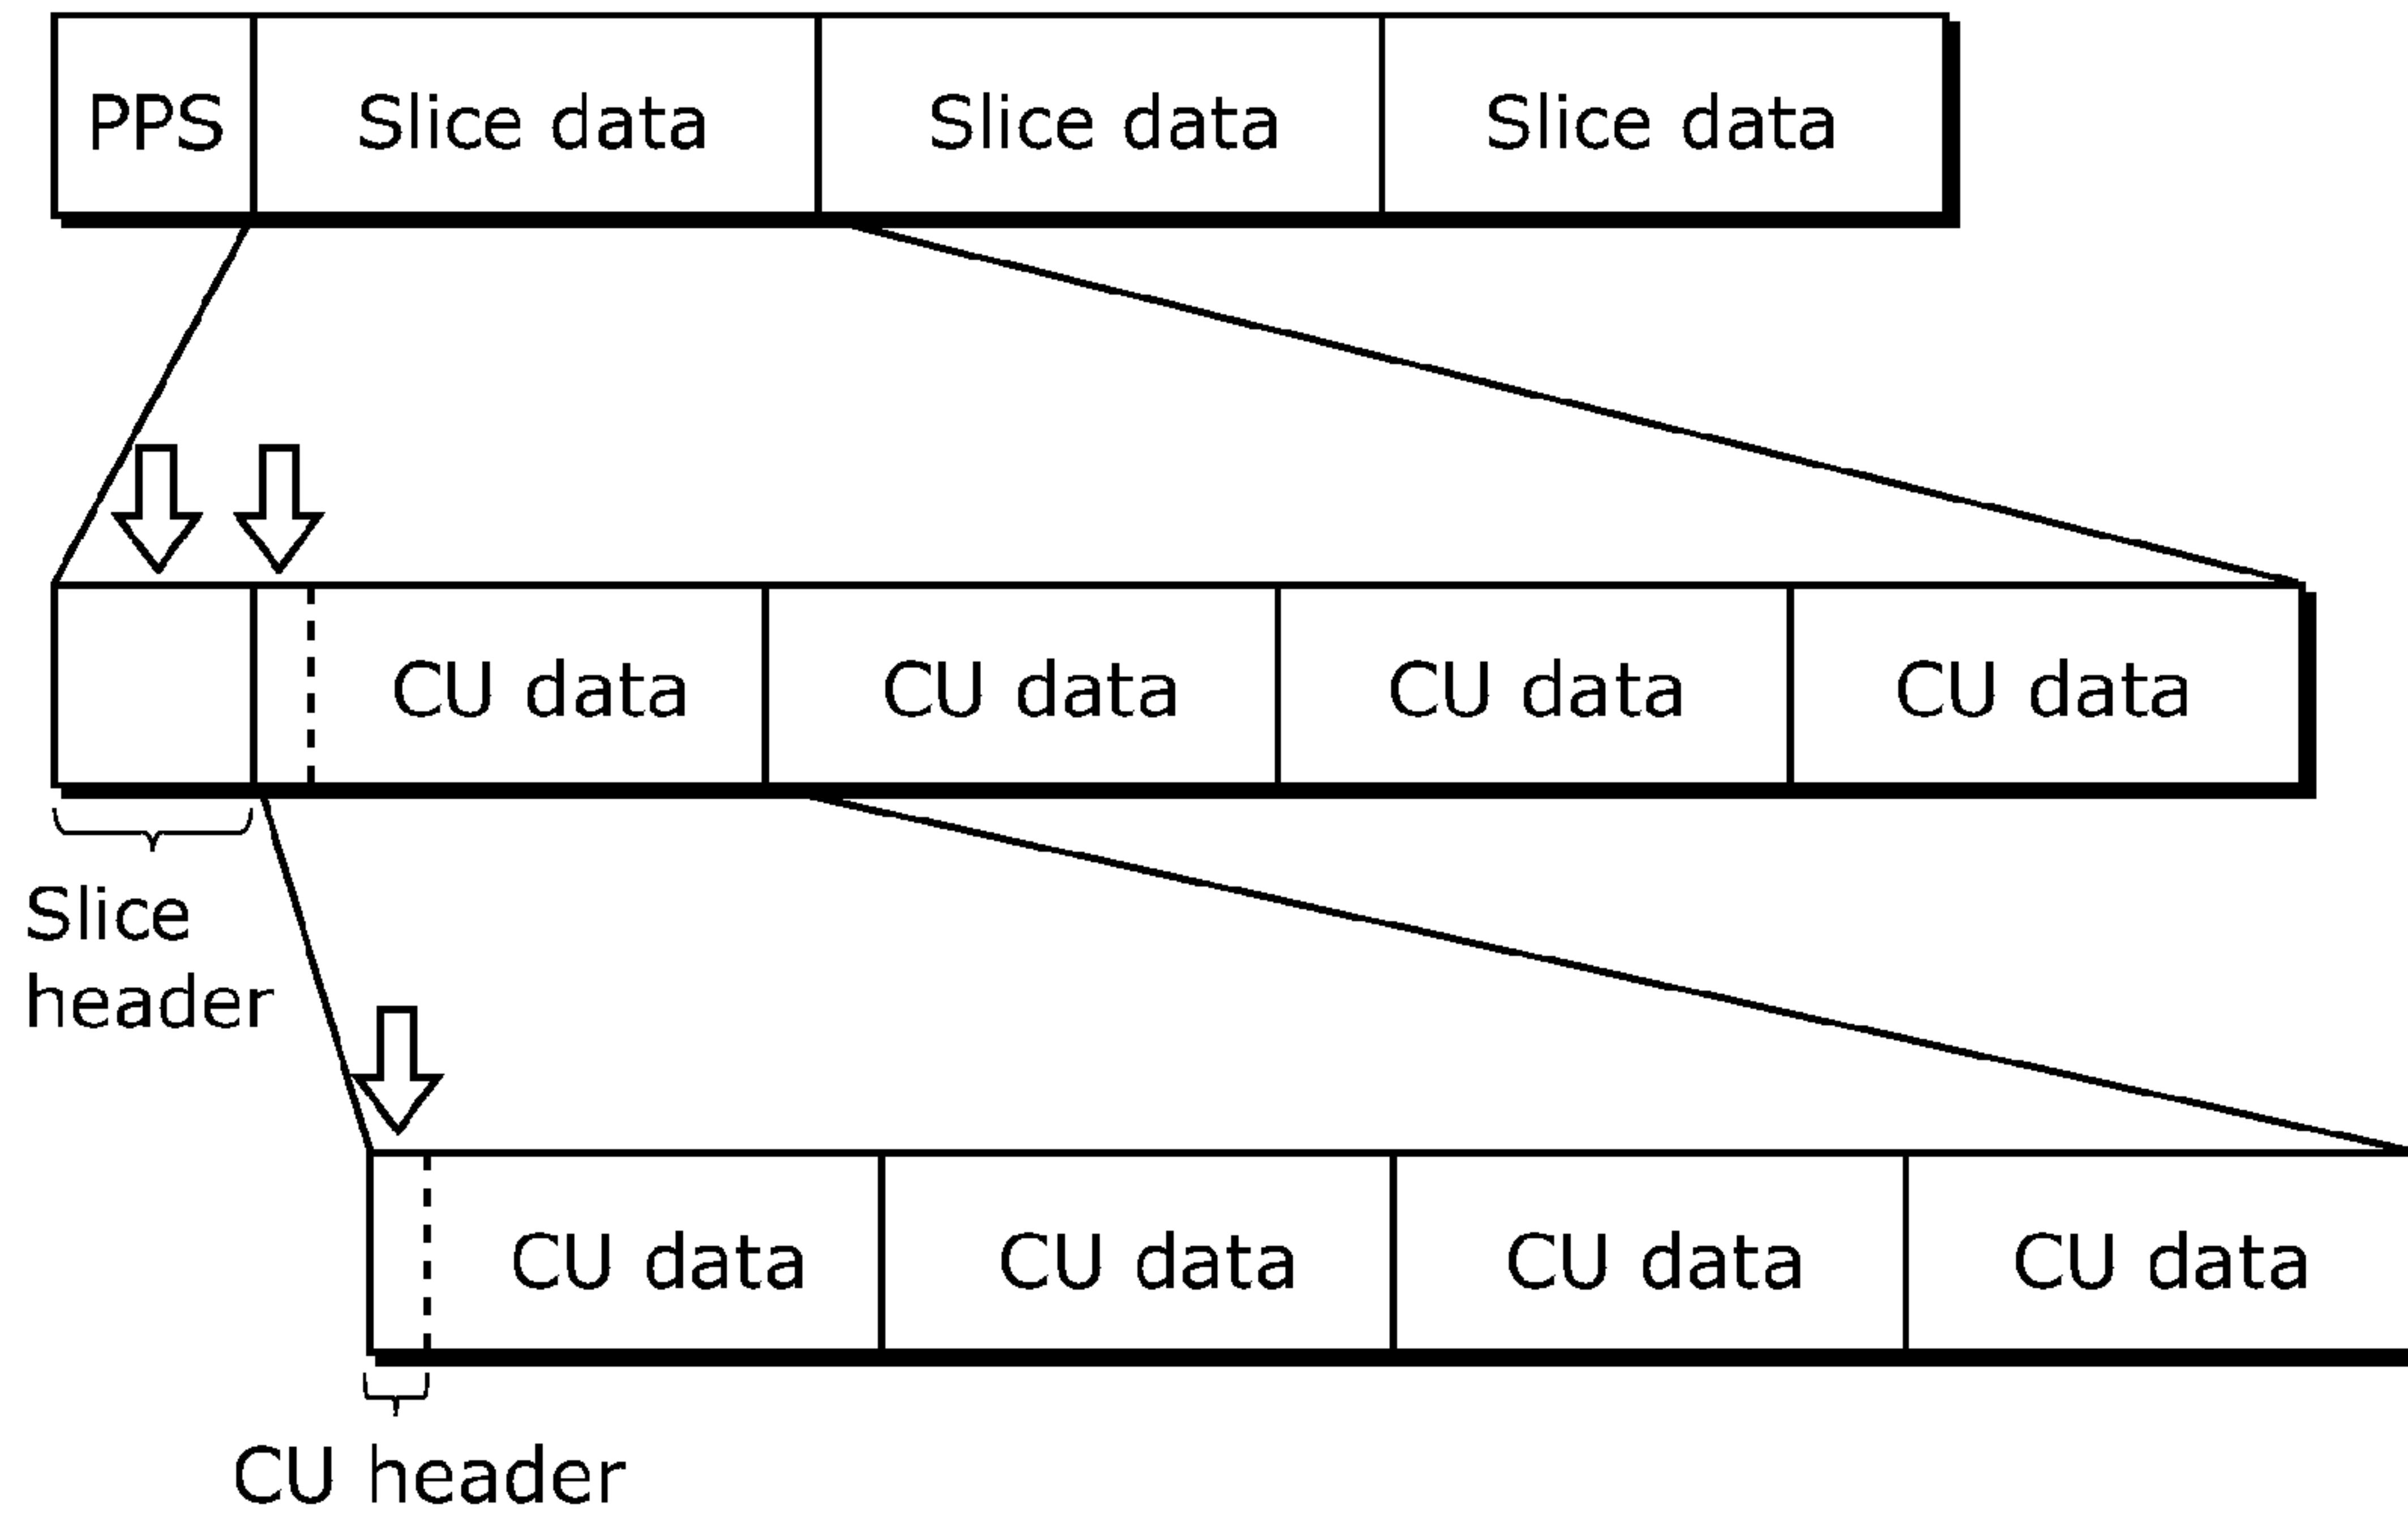 PPS Slice data Slice data Slice data
CU data CU data CU data CU data
Slice
header
CU data CU data CU data CU data
CU header